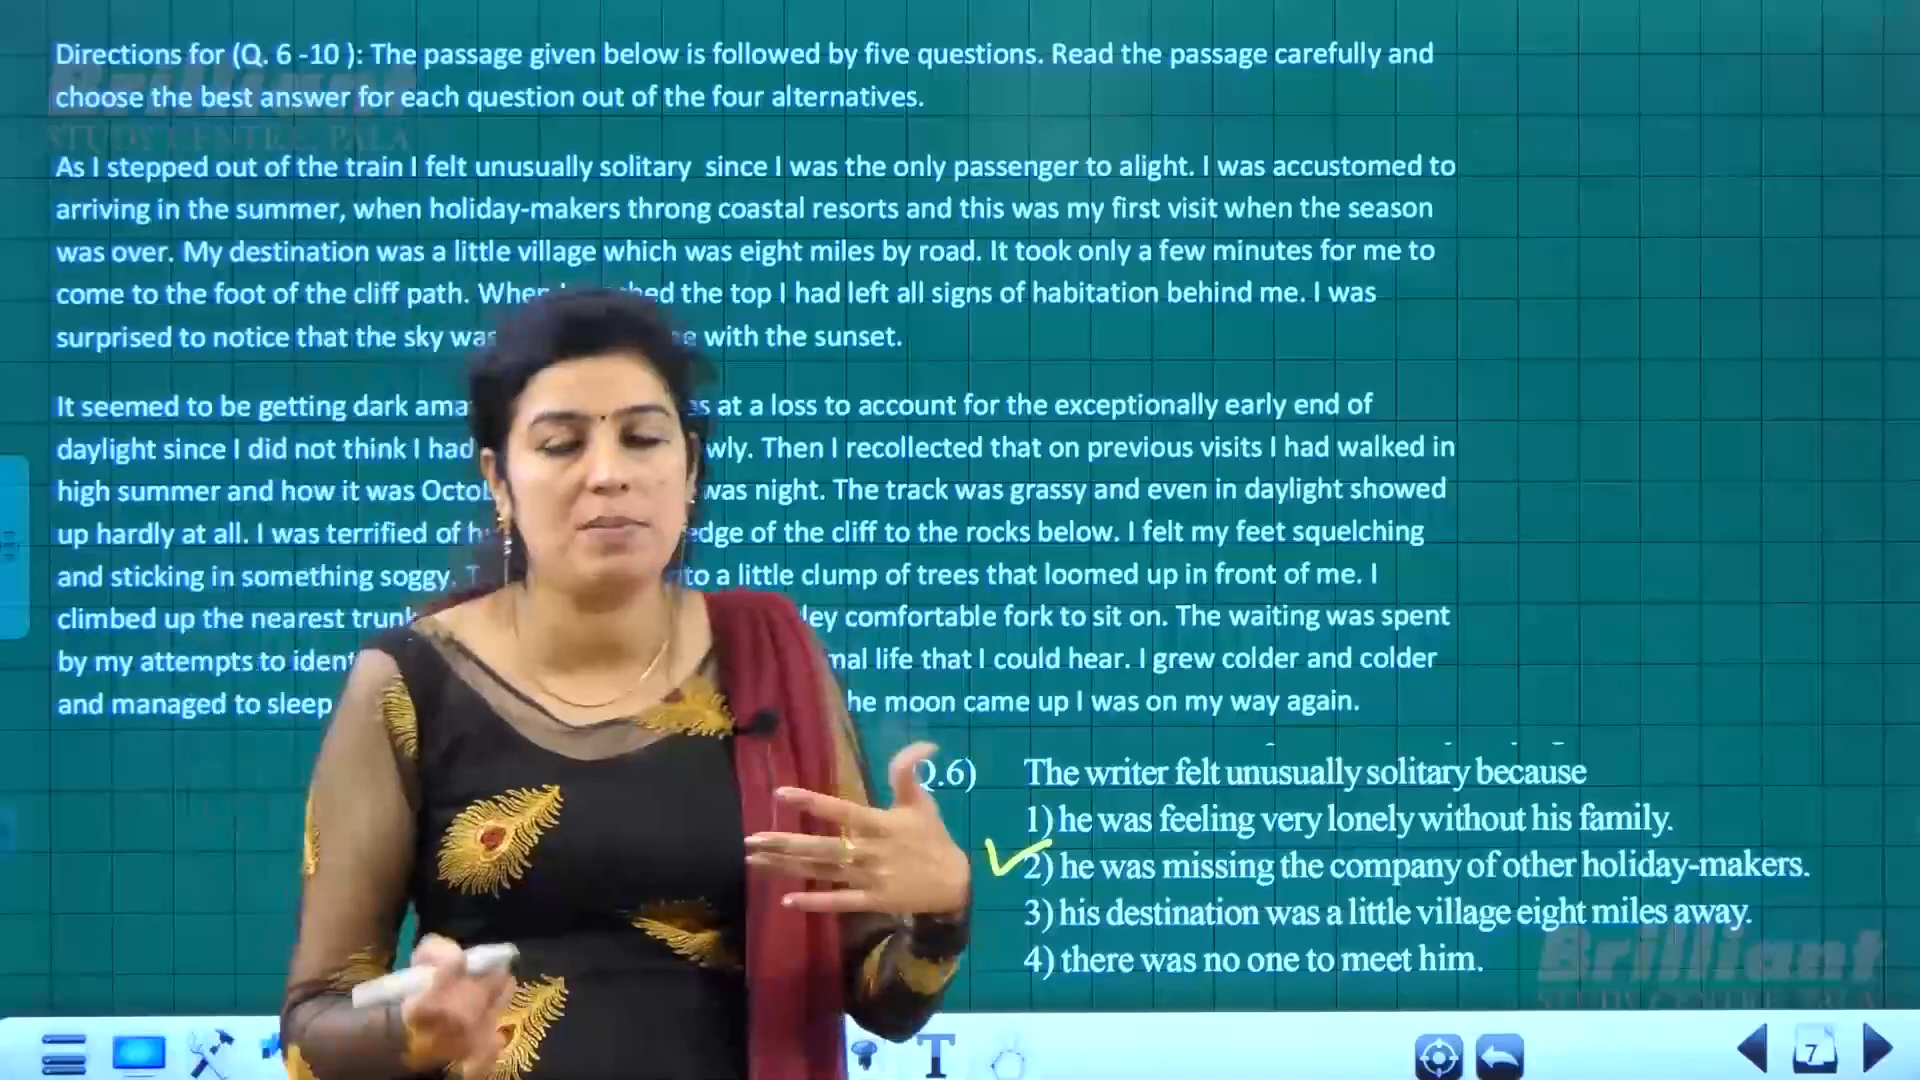 Directions for (Q. 6 -10 ): The passage given below is followed by five questions. Read the passage carefully and
choose the best answer for each question out of the four alternatives.
Brilliant
STUDY CENTRE, PALA
As I stepped out of the train I felt unusually solitary since I was the only passenger to alight. I was accustomed to
arriving in the summer, when holiday-makers throng coastal resorts and this was my first visit when the season
was over. My destination was a little village which was eight miles by road. It took only a few minutes for me to
come to the foot of the cliff path. When the top I had left all signs of habitation behind me. I was
surprised to notice that the sky was with the sunset.
It seemed to be getting dark at a loss to account for the exceptionally early end of
daylight since I did not think I had Then I recollected that on previous visits I had walked in
high summer and how it was was night. The track was grassy and even in daylight showed
up hardly at all. I was terrified of of the cliff to the rocks below. I felt my feet squelching
and sticking in something soggy. a little clump of trees that loomed up in front of me. I
climbed up the nearest comfortable fork to sit on. The waiting was spent
by my attempts to life that I could hear. I grew colder and colder
and managed to sleep moon came up I was on my way again.
Q.6) The writer felt unusually solitary because
1) he was feeling very lonely without his family.
2) he was missing the company of other holiday-makers.
3) his destination was a little village eight miles away.
4) there was no one to meet him.
Brilliant
STUDY CENTRE, PALA
T
7